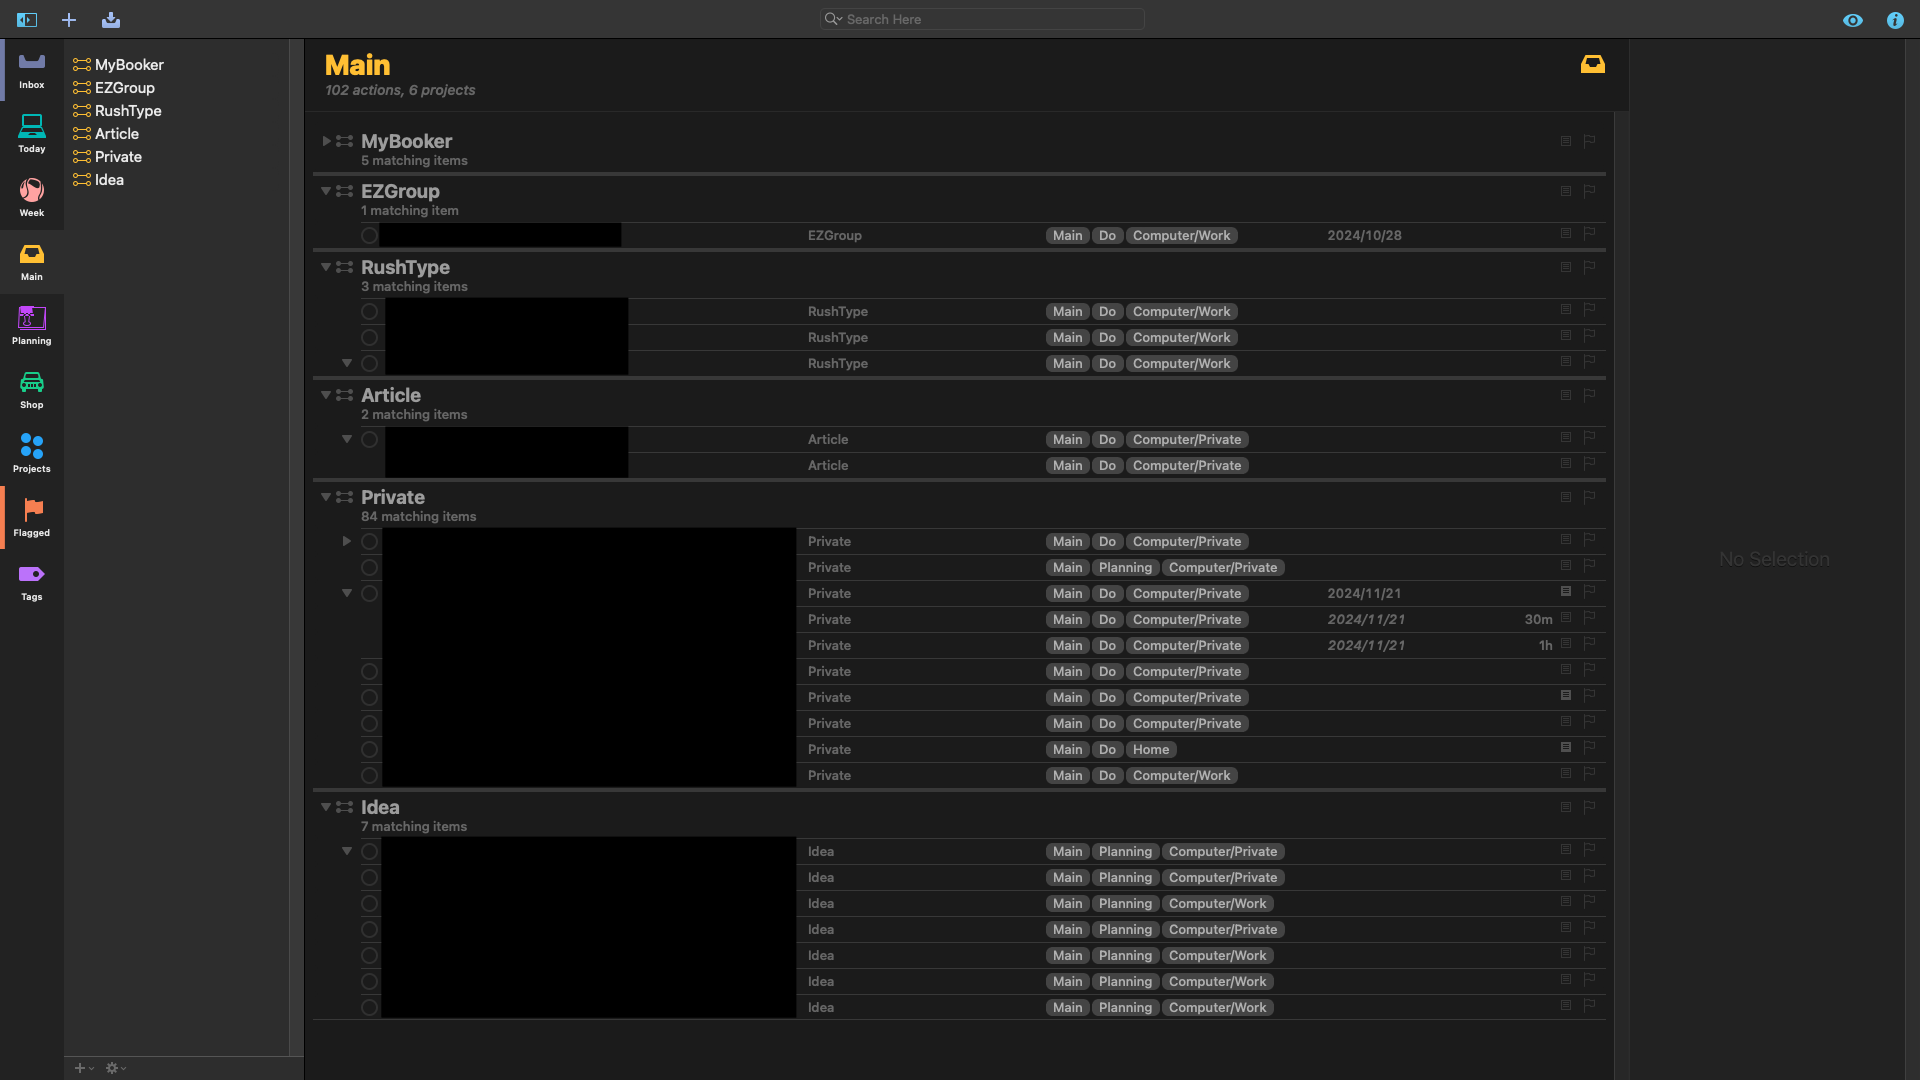 Search Here
Inbox
Today
Week
Main
Planning
Shop
Projects
Flagged
Tags
MyBooker
EZGroup
RushType
Article
Private
Idea
Main
102 actions, 6 projects
MyBooker
5 matching items
EZGroup
1 matching item
EZGroup Main Do Computer/Work 2024/10/28
RushType
3 matching items
RushType Main Do Computer/Work
RushType Main Do Computer/Work
RushType Main Do Computer/Work
Article
2 matching items
Article Main Do Computer/Private
Article Main Do Computer/Private
Private
84 matching items
Private Main Do Computer/Private
Private Main Planning Computer/Private
Private Main Do Computer/Private 2024/11/21
Private Main Do Computer/Private 2024/11/21 30m
Private Main Do Computer/Private 2024/11/21 1h
Private Main Do Computer/Private
Private Main Do Computer/Private
Private Main Do Computer/Private
Private Main Do Home
Private Main Do Computer/Work
Idea
7 matching items
Idea Main Planning Computer/Private
Idea Main Planning Computer/Private
Idea Main Planning Computer/Work
Idea Main Planning Computer/Private
Idea Main Planning Computer/Work
Idea Main Planning Computer/Work
Idea Main Planning Computer/Work
No Selection